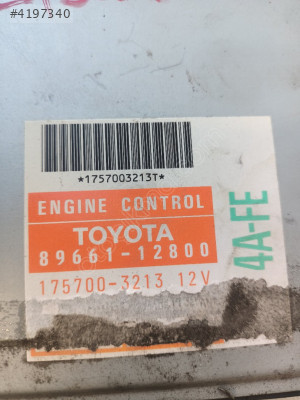 #4197340
*1757003213T*
ENGINE CONTROL
TOYOTA
89661-12800
175700-3213 12V
4A-FE